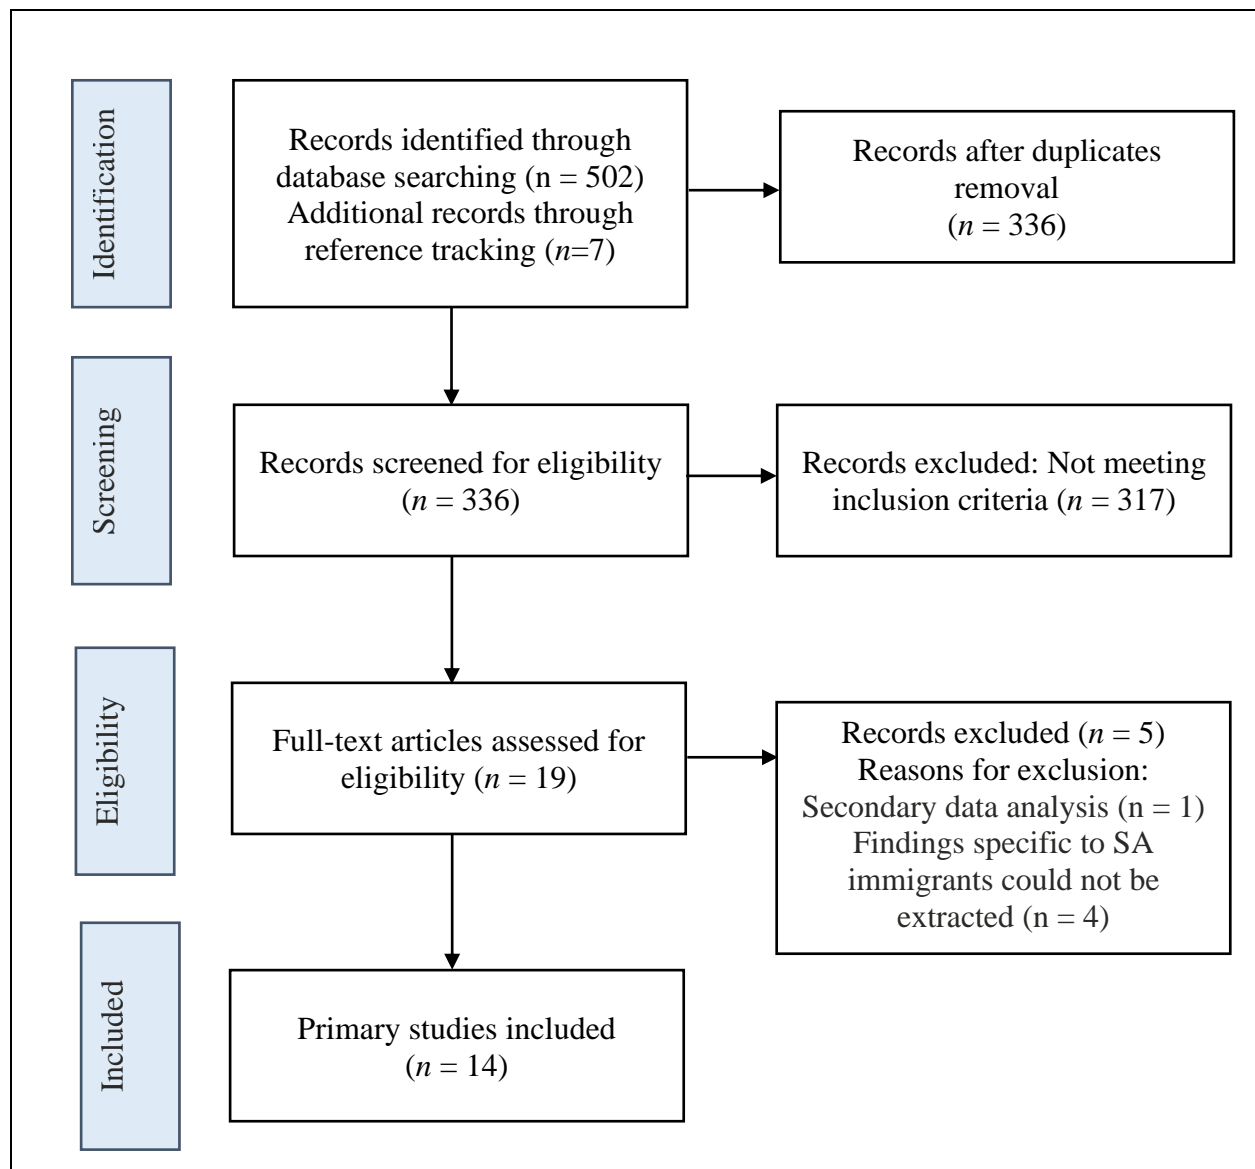 Identification
Records identified through
database searching (n = 502)
Additional records through
reference tracking (n=7)
Records after duplicates
removal
(n = 336)
Screening
Records screened for eligibility
(n = 336)
Records excluded: Not meeting
inclusion criteria (n = 317)
Eligibility
Full-text articles assessed for
eligibility (n = 19)
Records excluded (n = 5)
Reasons for exclusion:
Secondary data analysis (n = 1)
Findings specific to SA
immigrants could not be
extracted (n = 4)
Included
Primary studies included
(n = 14)